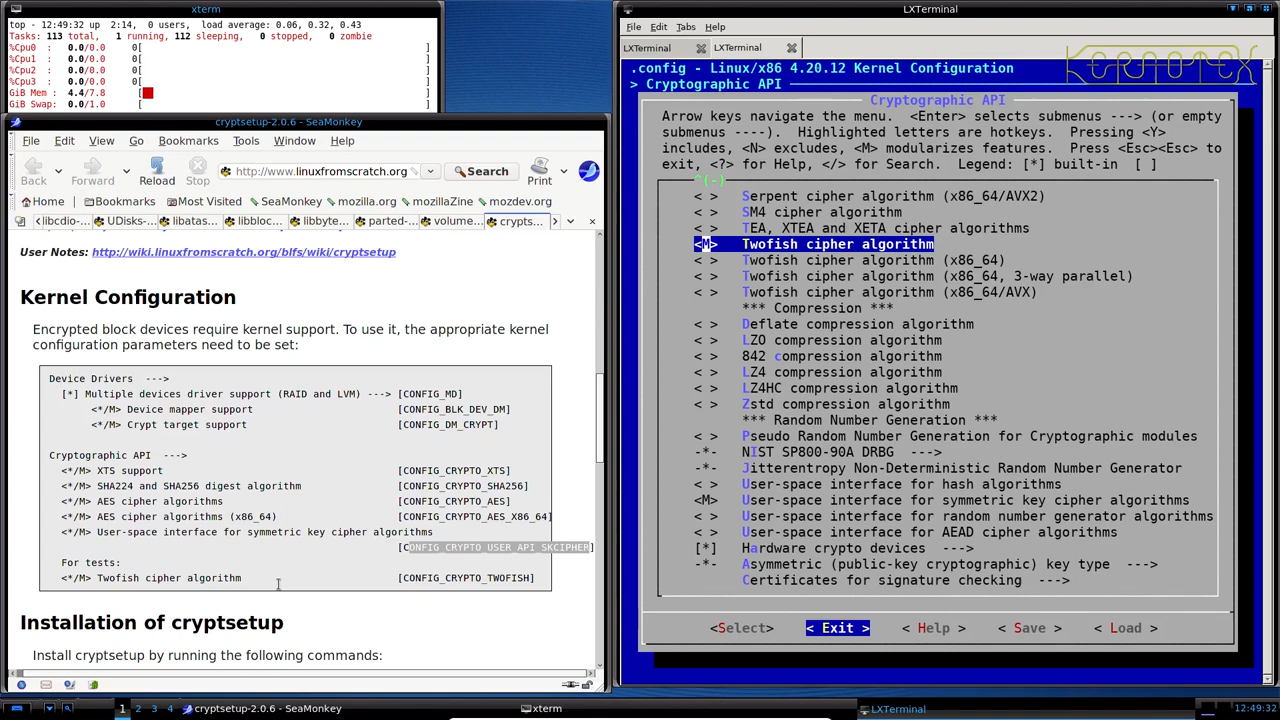 xterm
top - 12:49:32 up  2:14,  0 users,  load average: 0.06, 0.32, 0.43
Tasks: 113 total,   1 running, 112 sleeping,   0 stopped,   0 zombie
%Cpu0  :   0.0/0.0     0[                    ]
%Cpu1  :   0.0/0.0     0[                    ]
%Cpu2  :   0.0/0.0     0[                    ]
%Cpu3  :   0.0/0.0     0[                    ]
GiB Mem :  4.4/7.8      [                    ]
GiB Swap:  0.0/1.0      [                    ]
cryptsetup-2.0.6 - SeaMonkey
File Edit View Go Bookmarks Tools Window Help
Back Forward Reload Stop http://www.linuxfromscratch.org Search Print
Home Bookmarks Most Visited SeaMonkey mozilla.org mozillaZine mozdev.org
libcdio-... UDisks-... libatas... libbloc... libbyte... parted-... volume... crypts...
User Notes: http://wiki.linuxfromscratch.org/blfs/wiki/cryptsetup
Kernel Configuration
Encrypted block devices require kernel support. To use it, the appropriate kernel
configuration parameters need to be set:
Device Drivers  --->
[*] Multiple devices driver support (RAID and LVM) ---> [CONFIG_MD]
<*/M> Device mapper support [CONFIG_BLK_DEV_DM]
<*/M> Crypt target support [CONFIG_DM_CRYPT]
Cryptographic API  --->
<*/M> XTS support [CONFIG_CRYPTO_XTS]
<*/M> SHA224 and SHA256 digest algorithm [CONFIG_CRYPTO_SHA256]
<*/M> AES cipher algorithms [CONFIG_CRYPTO_AES]
<*/M> AES cipher algorithms (x86_64) [CONFIG_CRYPTO_AES_X86_64]
<*/M> User-space interface for symmetric key cipher algorithms
[CONFIG_CRYPTO_USER_API_SKCIPHER]
For tests:
<*/M> Twofish cipher algorithm [CONFIG_CRYPTO_TWOFISH]
Installation of cryptsetup
Install cryptsetup by running the following commands:
LXTerminal
File Edit Tabs Help
LXTerminal LXTerminal
KERNOTEX
.config - Linux/x86 4.20.12 Kernel Configuration
> Cryptographic API
Cryptographic API
Arrow keys navigate the menu.  <Enter> selects submenus ---> (or empty
submenus ----).  Highlighted letters are hotkeys.  Pressing <Y>
includes, <N> excludes, <M> modularizes features.  Press <Esc><Esc> to
exit, <?> for Help, </> for Search.  Legend: [*] built-in  [ ]
^(-)
< >   Serpent cipher algorithm (x86_64/AVX2)
< >   SM4 cipher algorithm
< >   TEA, XTEA and XETA cipher algorithms
<M>   Twofish cipher algorithm
< >   Twofish cipher algorithm (x86_64)
< >   Twofish cipher algorithm (x86_64, 3-way parallel)
< >   Twofish cipher algorithm (x86_64/AVX)
*** Compression ***
< >   Deflate compression algorithm
< >   LZO compression algorithm
< >   842 compression algorithm
< >   LZ4 compression algorithm
< >   LZ4HC compression algorithm
< >   Zstd compression algorithm
*** Random Number Generation ***
< >   Pseudo Random Number Generation for Cryptographic modules
-*-   NIST SP800-90A DRBG  --->
-*-   Jitterentropy Non-Deterministic Random Number Generator
< >   User-space interface for hash algorithms
<M>   User-space interface for symmetric key cipher algorithms
< >   User-space interface for random number generator algorithms
< >   User-space interface for AEAD cipher algorithms
[*]   Hardware crypto devices  --->
-*-   Asymmetric (public-key cryptographic) key type  --->
Certificates for signature checking  --->
<Select>    < Exit >    < Help >    < Save >    < Load >
1 2 3 4 cryptsetup-2.0.6 - SeaMonkey xterm LXTerminal 12:49:32